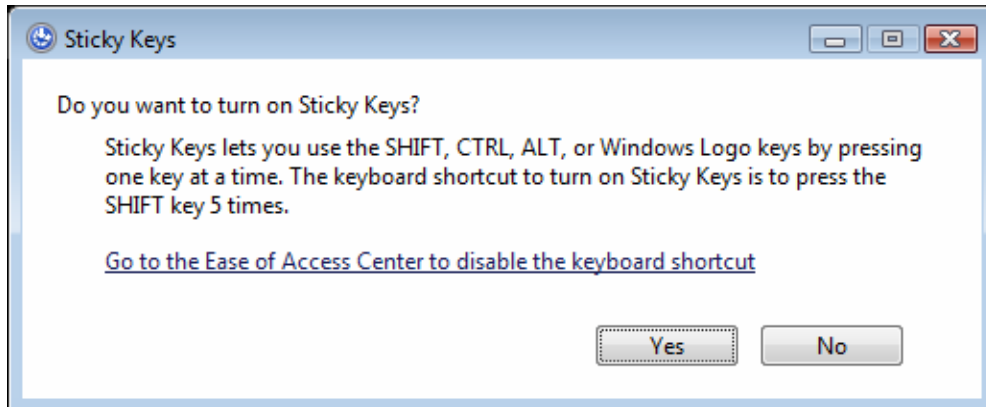 Sticky Keys
Do you want to turn on Sticky Keys?
Sticky Keys lets you use the SHIFT, CTRL, ALT, or Windows Logo keys by pressing
one key at a time. The keyboard shortcut to turn on Sticky Keys is to press the
SHIFT key 5 times.
Go to the Ease of Access Center to disable the keyboard shortcut
Yes No